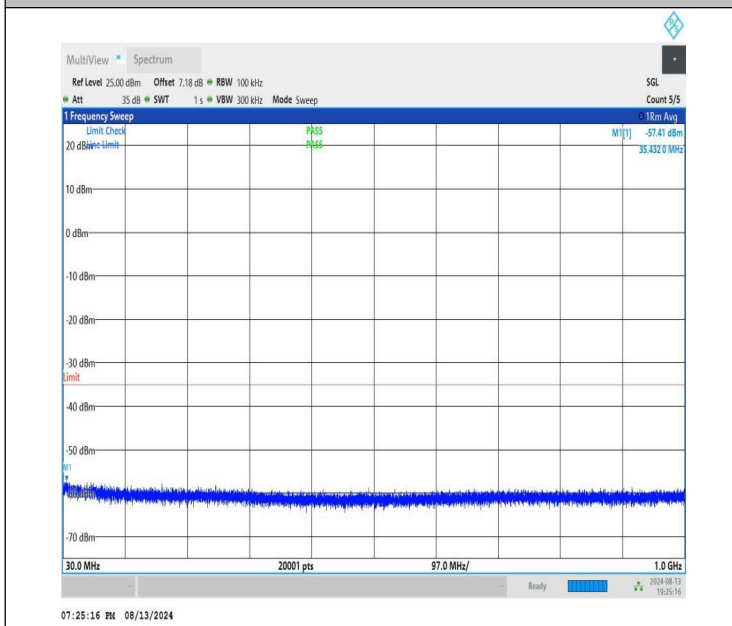 MultiView Spectrum
Ref Level 25.00 dBm Offset 7.18 dB RBW 100 kHz SGL
Att 35 dB SWT 1 s VBW 300 kHz Mode Sweep Count 5/5
1 Frequency Sweep 1Rm Avg
Limit Check PASS M1[1] -57.41 dBm
20 dBm Line Limit PASS 35.432 0 MHz
10 dBm
0 dBm
-10 dBm
-20 dBm
-30 dBm
Limit
-40 dBm
-50 dBm
M1
-60 dBm
-70 dBm
30.0 MHz 20001 pts 97.0 MHz/ 1.0 GHz
Ready 2024-08-13
19:25:16
07:25:16 PM 08/13/2024